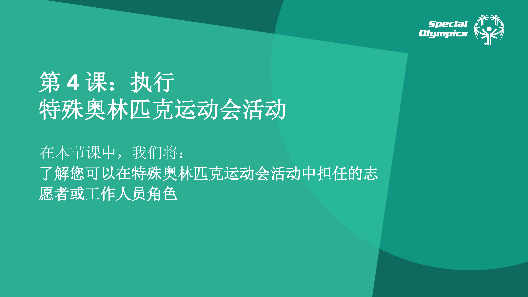 Special
Olympics
第 4 课：执行
特殊奥林匹克运动会活动
在本节课中，我们将：
了解您可以在特殊奥林匹克运动会活动中担任的志
愿者或工作人员角色